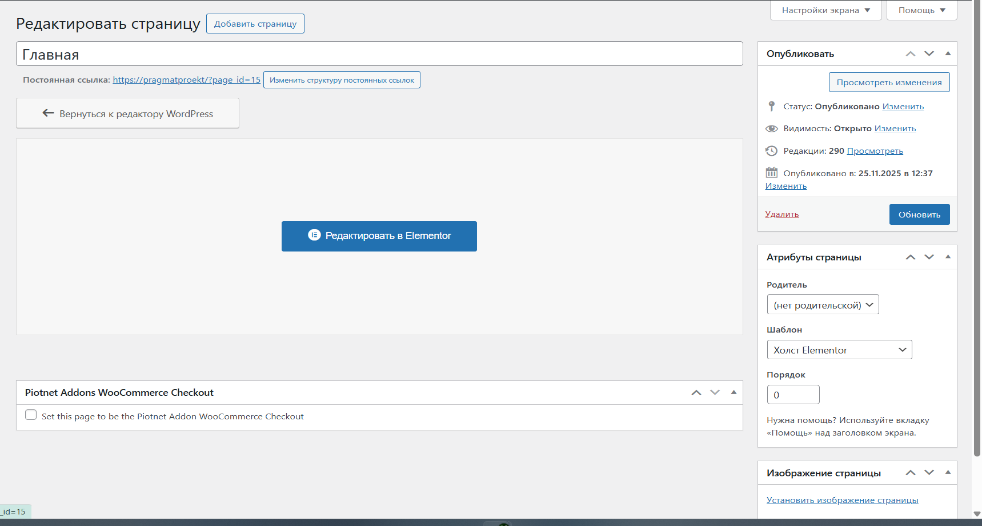 Настройки экрана
Помощь
Редактировать страницу
Добавить страницу
Главная
Постоянная ссылка: https://pragmatproekt/?page_id=15 Изменить структуру постоянных ссылок
← Вернуться к редактору WordPress
Редактировать в Elementor
Piotnet Addons WooCommerce Checkout
Set this page to be the Piotnet Addon WooCommerce Checkout
Опубликовать
Просмотреть изменения
Статус: Опубликовано Изменить
Видимость: Открыто Изменить
Редакции: 290 Просмотреть
Опубликовано в: 25.11.2025 в 12:37
Изменить
Удалить
Обновить
Атрибуты страницы
Родитель
(нет родительской)
Шаблон
Холст Elementor
Порядок
0
Нужна помощь? Используйте вкладку
«Помощь» над заголовком экрана.
Изображение страницы
Установить изображение страницы
_id=15